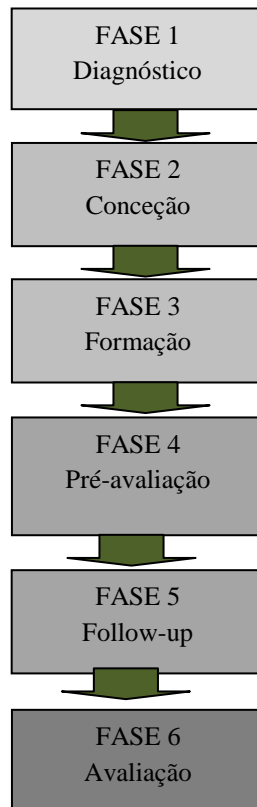 FASE 1
Diagnóstico
FASE 2
Conceção
FASE 3
Formação
FASE 4
Pré-avaliação
FASE 5
Follow-up
FASE 6
Avaliação